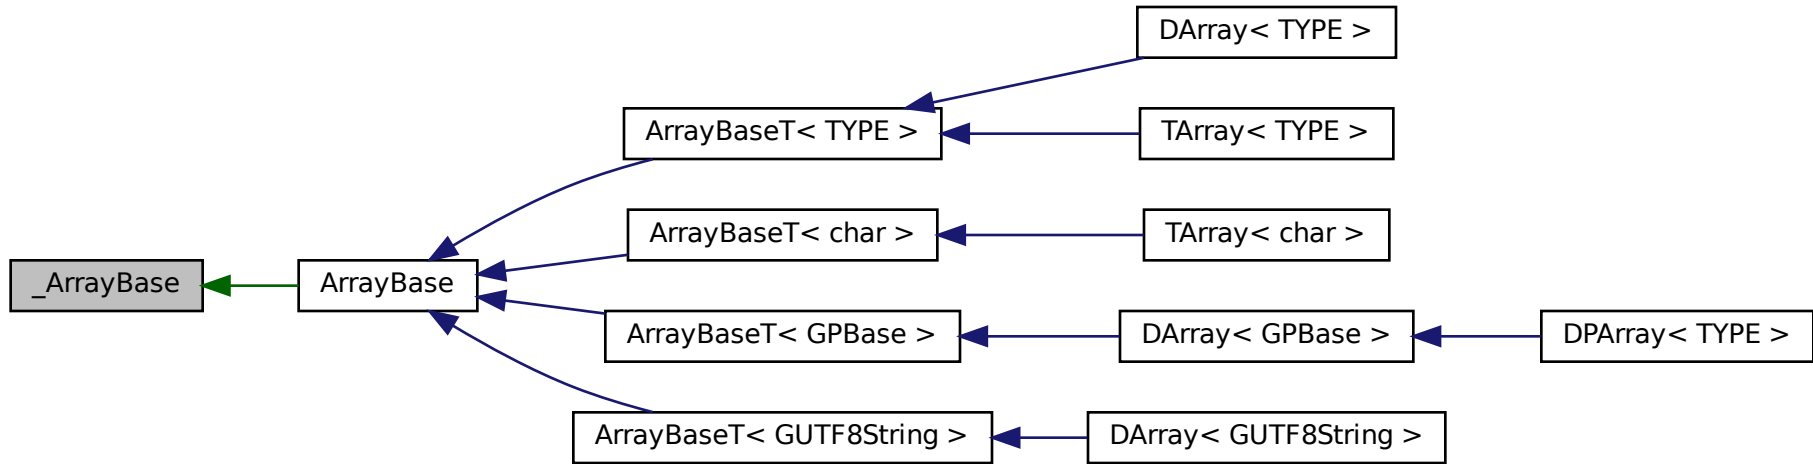 DArray< TYPE >
ArrayBaseT< TYPE >
TArray< TYPE >
ArrayBaseT< char >
TArray< char >
_ArrayBase
ArrayBase
ArrayBaseT< GPBase >
DArray< GPBase >
DPArray< TYPE >
ArrayBaseT< GUTF8String >
DArray< GUTF8String >